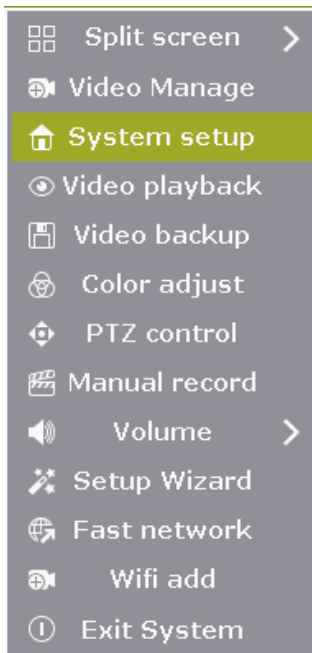 Split screen
Video Manage
System setup
Video playback
Video backup
Color adjust
PTZ control
Manual record
Volume
Setup Wizard
Fast network
Wifi add
Exit System